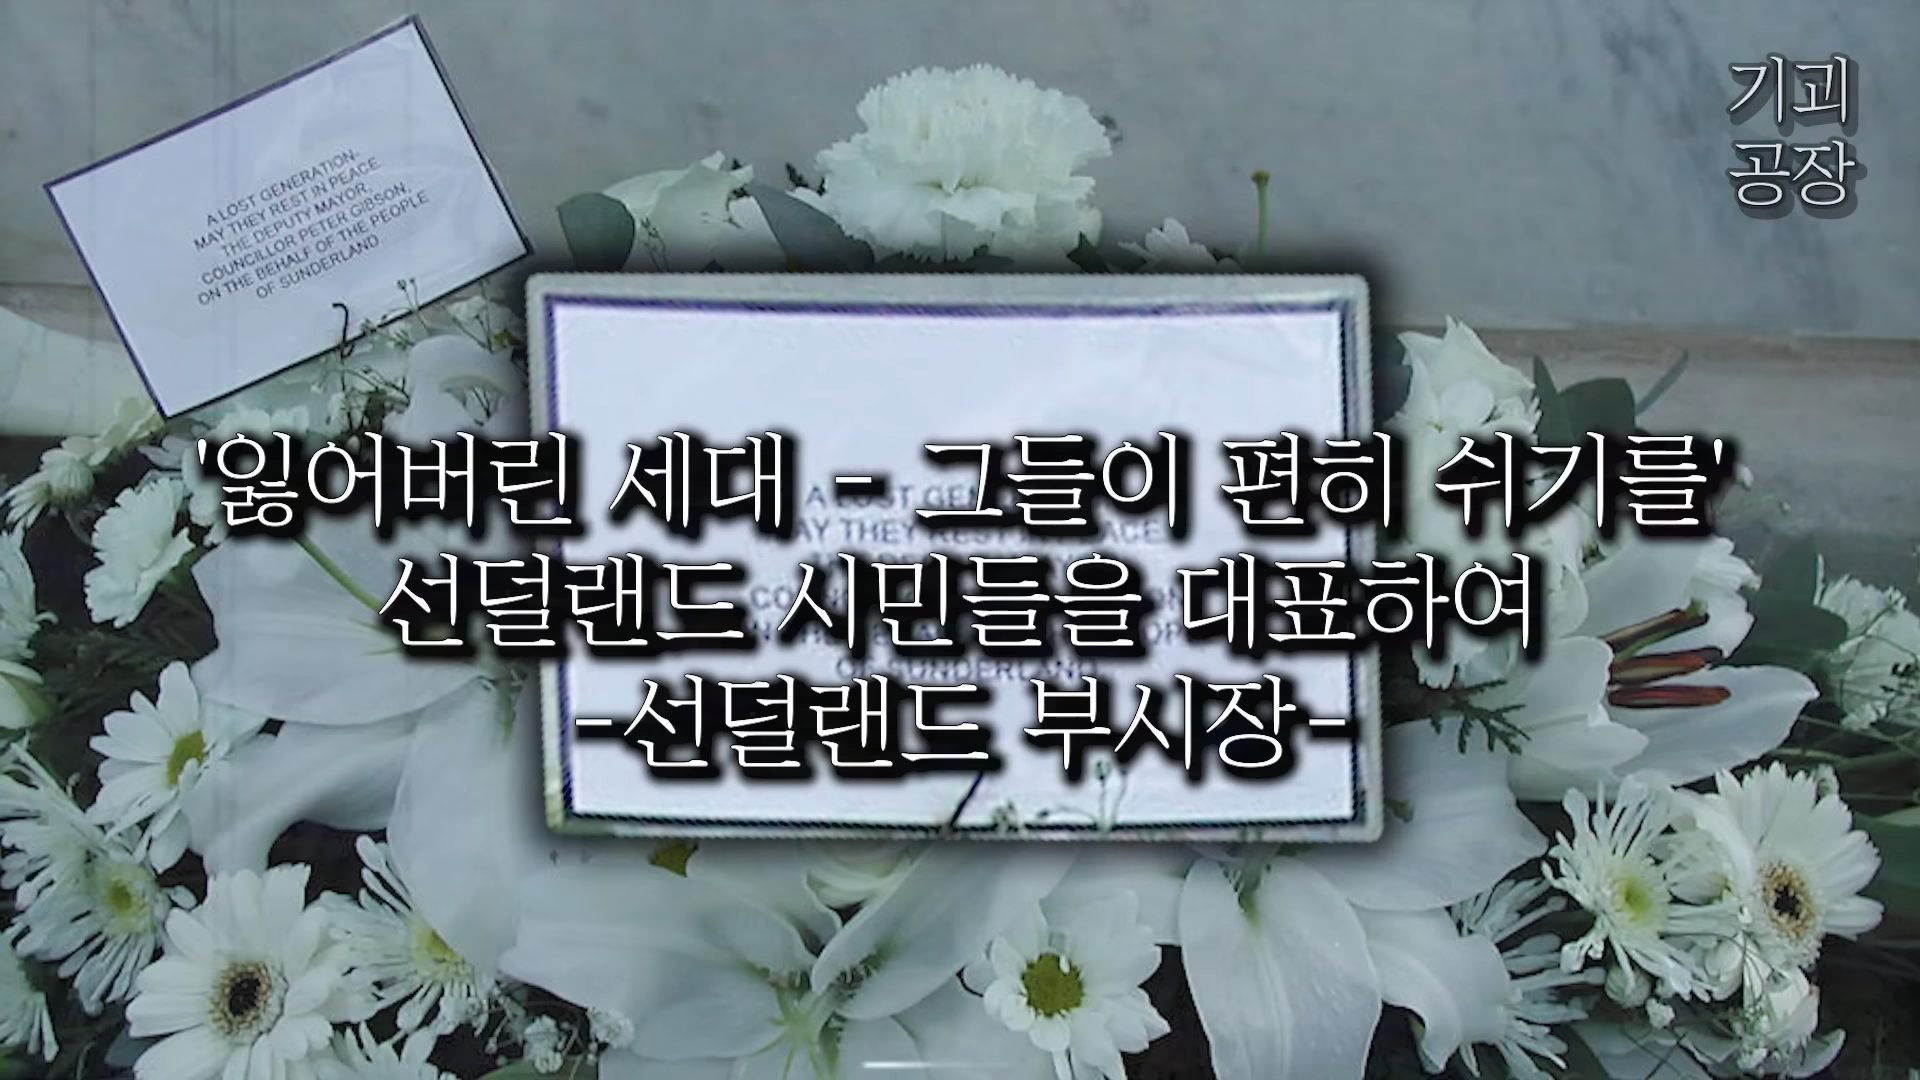 기괴
공장
A LOST GENERATION-
MAY THEY REST IN PEACE
THE DEPUTY MAYOR,
COUNCILLOR PETER GIBSON,
ON THE BEHALF OF THE PEOPLE
OF SUNDERLAND
'잃어버린 세대 - 그들이 편히 쉬기를'
선덜랜드 시민들을 대표하여
-선덜랜드 부시장-